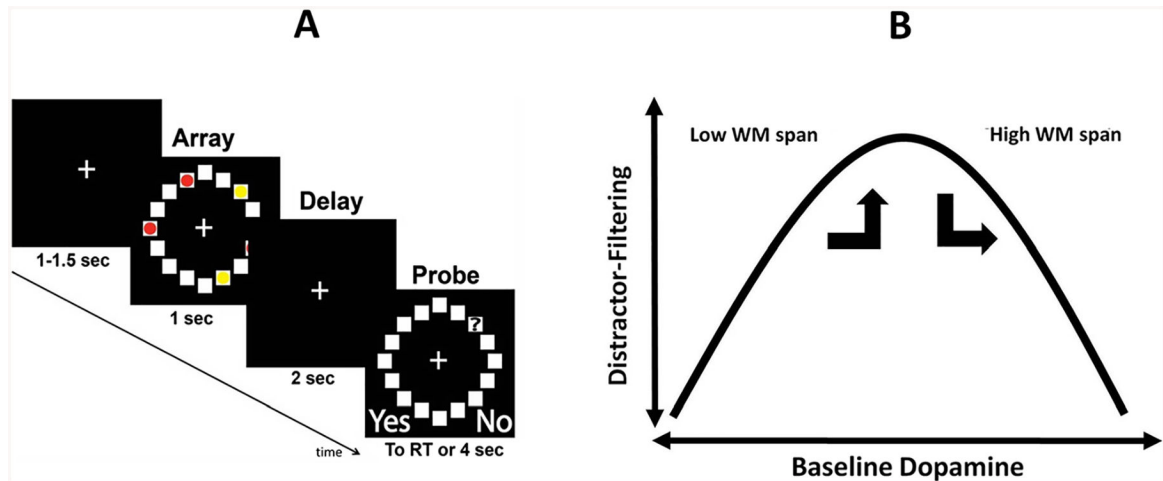 A
Array
Delay
Probe
1-1.5 sec
1 sec
2 sec
?
Yes
No
To RT or 4 sec
time
B
Low WM span
High WM span
Distractor-Filtering
Baseline Dopamine